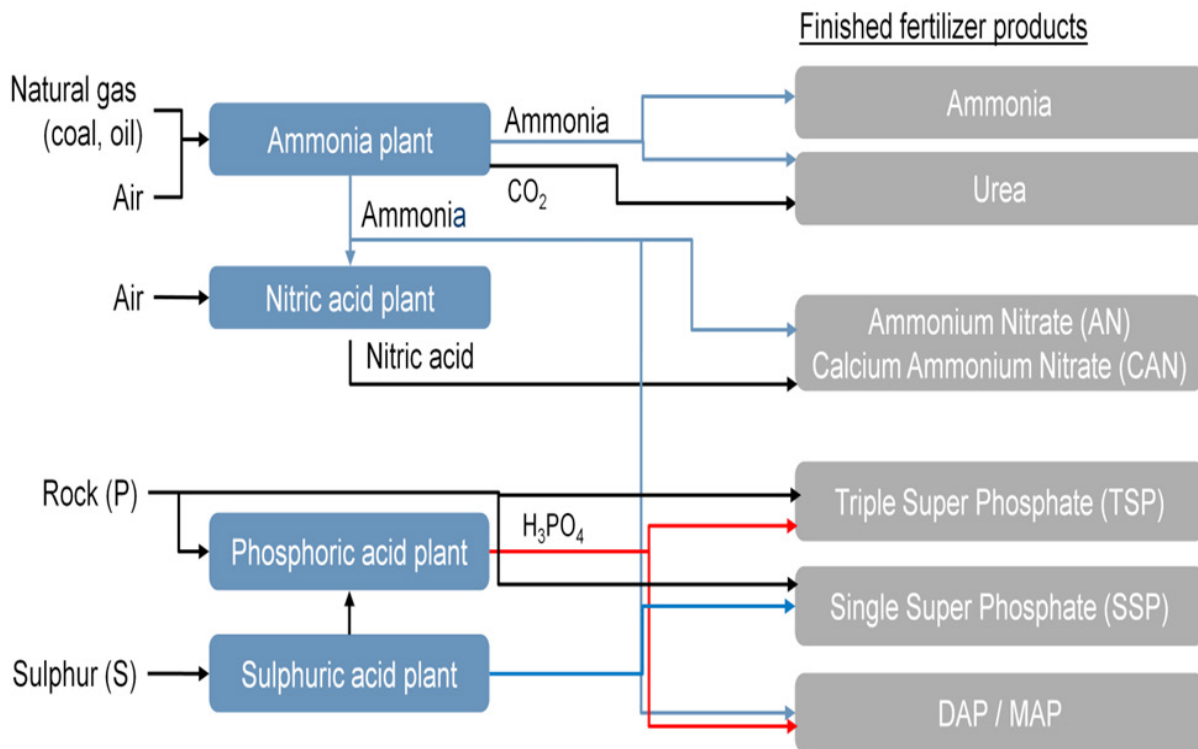 Finished fertilizer products
Natural gas
(coal, oil)
Air
Ammonia plant
Ammonia
CO₂
Ammonia
Urea
Ammonia
Air
Nitric acid plant
Nitric acid
Ammonium Nitrate (AN)
Calcium Ammonium Nitrate (CAN)
Rock (P)
Phosphoric acid plant
H₃PO₄
Triple Super Phosphate (TSP)
Single Super Phosphate (SSP)
Sulphur (S)
Sulphuric acid plant
DAP / MAP